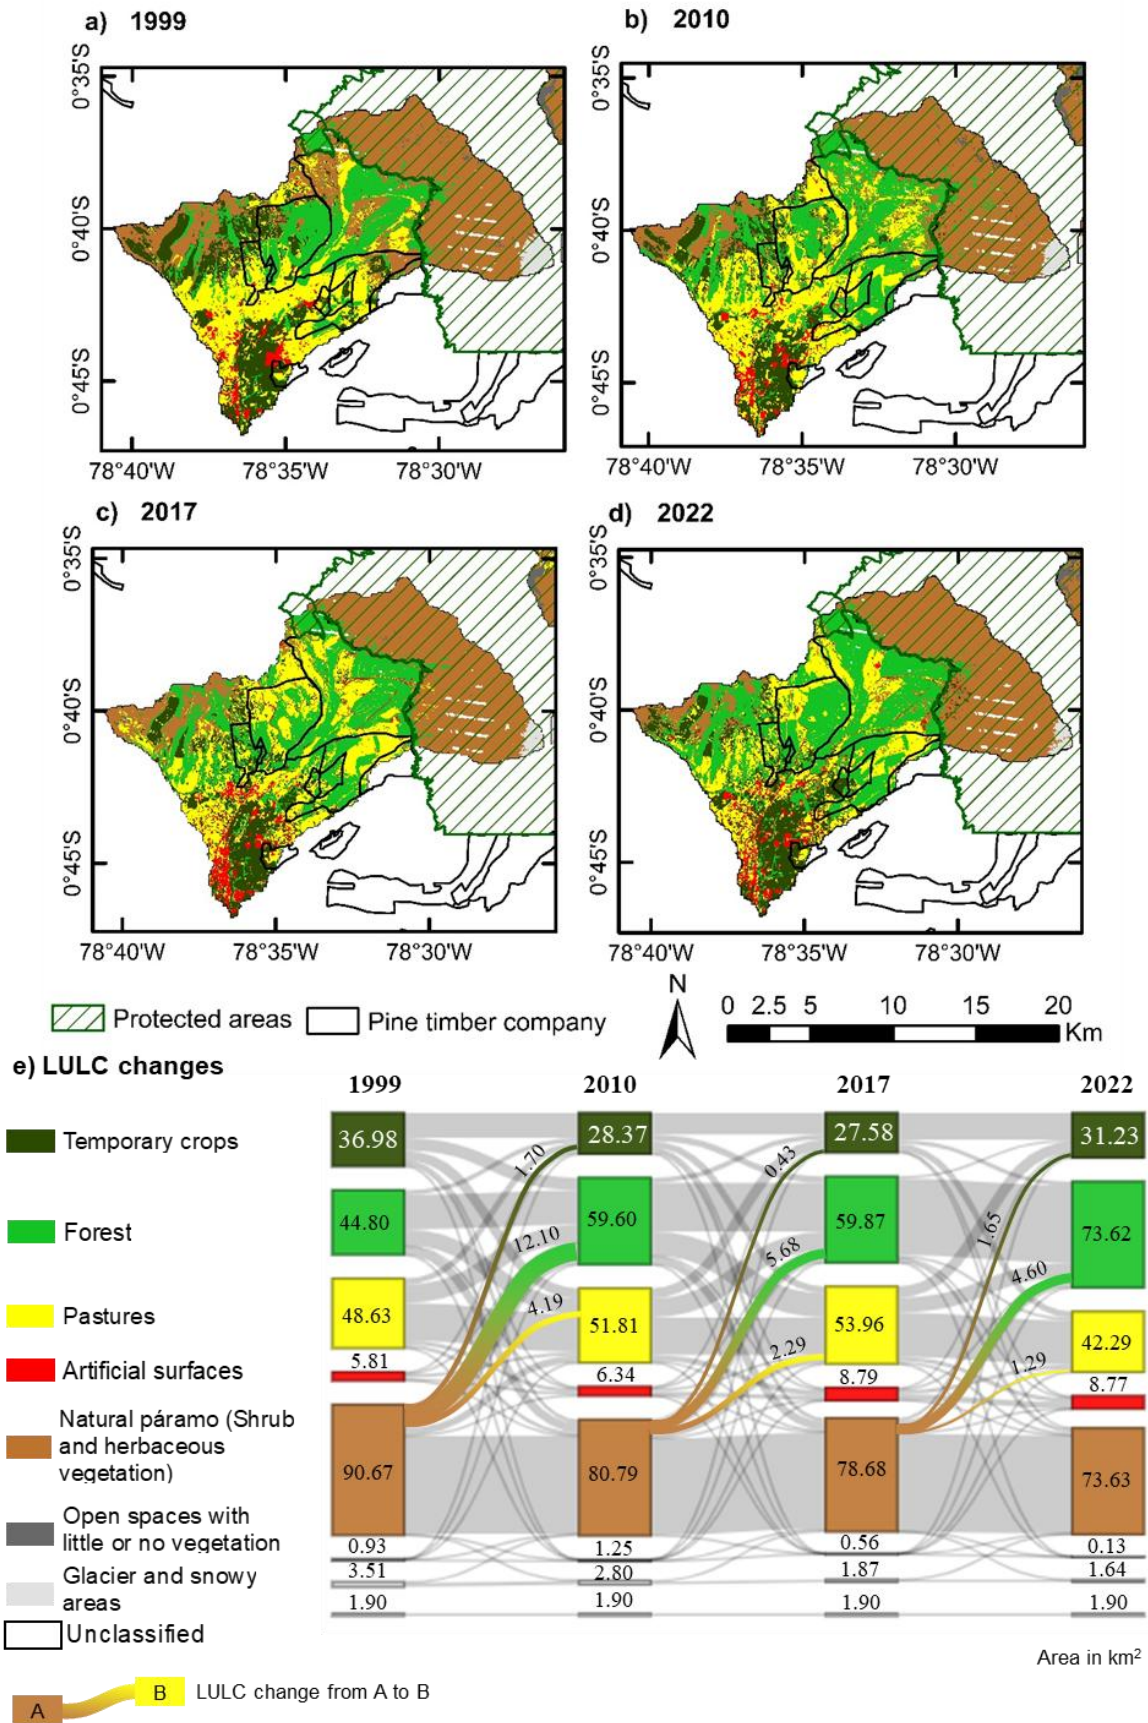 a) 1999
b) 2010
0°35'S
0°40'S
0°45'S
78°40'W 78°35'W 78°30'W
0°35'S
0°40'S
0°45'S
78°40'W 78°35'W 78°30'W
c) 2017
d) 2022
0°35'S
0°40'S
0°45'S
78°40'W 78°35'W 78°30'W
0°35'S
0°40'S
0°45'S
78°40'W 78°35'W 78°30'W
Protected areas
Pine timber company
N
0 2.5 5 10 15 20
Km
e) LULC changes
1999 2010 2017 2022
Temporary crops
36.98 28.37 27.58 31.23
1.70 0.43 1.65
Forest
44.80 59.60 59.87 73.62
12.10 5.68 4.60
Pastures
48.63 51.81 53.96 42.29
4.19 2.29 1.29
Artificial surfaces
5.81 6.34 8.79 8.77
Natural páramo (Shrub
and herbaceous
vegetation)
90.67 80.79 78.68 73.63
Open spaces with
little or no vegetation
0.93 1.25 0.56 0.13
Glacier and snowy
areas
3.51 2.80 1.87 1.64
Unclassified
1.90 1.90 1.90 1.90
Area in km²
A B LULC change from A to B